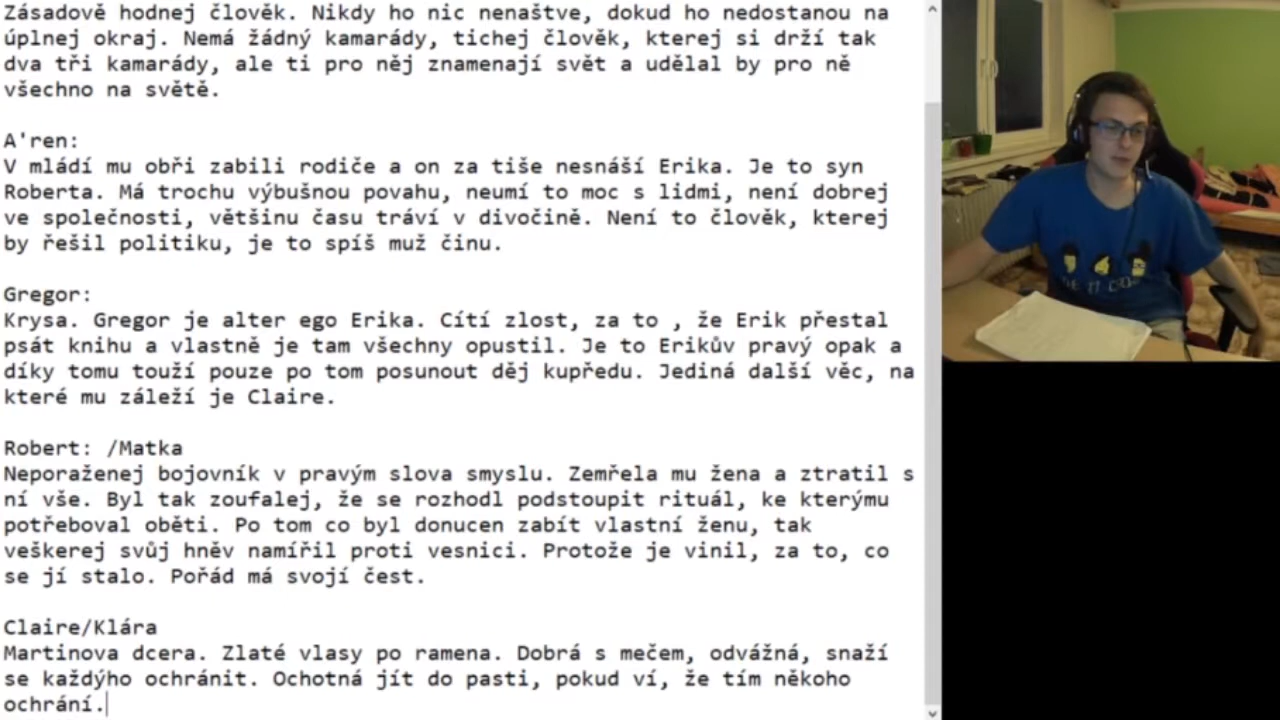 Zásadově hodnej člověk. Nikdy ho nic nenaštve, dokud ho nedostanou na
úplnej okraj. Nemá žádný kamarády, tichej člověk, kterej si drží tak
dva tři kamarády, ale ti pro něj znamenají svět a udělal by pro ně
všechno na světě.
A'ren:
V mládí mu obři zabili rodiče a on za tiše nesnáší Erika. Je to syn
Roberta. Má trochu výbušnou povahu, neumí to moc s lidmi, není dobrej
ve společnosti, většinu času tráví v divočině. Není to člověk, kterej
by řešil politiku, je to spíš muž činu.
Gregor:
Krysa. Gregor je alter ego Erika. Cítí zlost, za to , že Erik přestal
psát knihu a vlastně je tam všechny opustil. Je to Erikův pravý opak a
díky tomu touží pouze po tom posunout děj kupředu. Jediná další věc, na
které mu záleží je Claire.
Robert: /Matka
Neporaženej bojovník v pravým slova smyslu. Zemřela mu žena a ztratil s
ní vše. Byl tak zoufalej, že se rozhodl podstoupit rituál, ke kterýmu
potřeboval oběti. Po tom co byl donucen zabít vlastní ženu, tak
veškerej svůj hněv namířil proti vesnici. Protože je vinil, za to, co
se jí stalo. Pořád má svojí čest.
Claire/Klára
Martinova dcera. Zlaté vlasy po ramena. Dobrá s mečem, odvážná, snaží
se každýho ochránit. Ochotná jít do pasti, pokud ví, že tím někoho
ochrání.